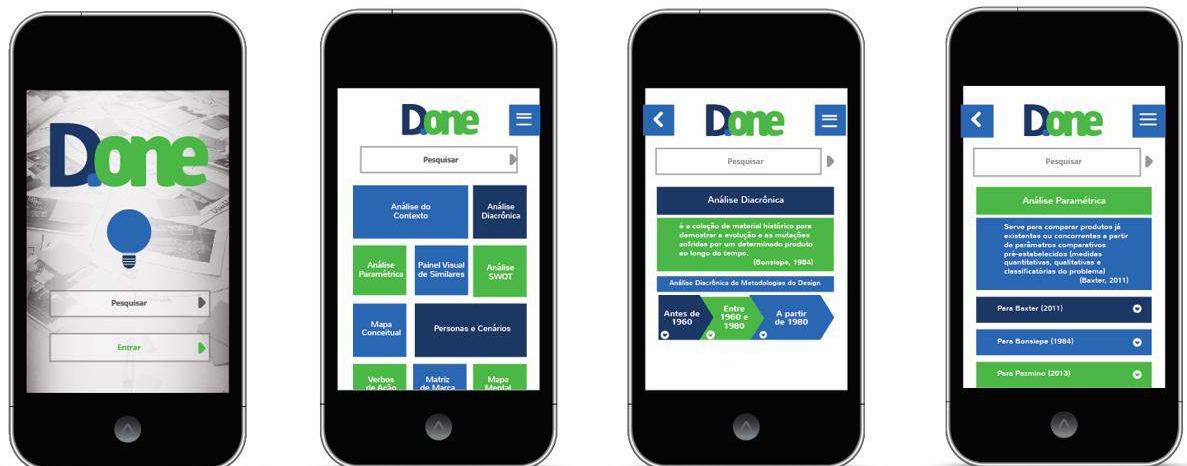 D.one
Pesquisar
Entrar
D.one
Pesquisar
Análise do
Contexto
Análise
Diacrônica
Análise
Paramétrica
Painel Visual
de Similares
Análise
SWOT
Mapa
Conceitual
Personas e Cenários
Verbos
de Ação
Matriz
de Marca
Mapa
Mental
D.one
Pesquisar
Análise Diacrônica
é a coleção de material histórico para
demostrar a evolução e as mutações
sofridas por um determinado produto
ao longo do tempo.
(Bonsiepe, 1984)
Análise Diacrônica de Metodologias do Design
Antes de
1960
Entre
1960 e
1980
A partir
de 1980
D.one
Pesquisar
Análise Paramétrica
Serve para comparar produtos já
existentes ou concorrentes a partir
de parâmetros comparativos
pré-estabelecidos (medidas
quantitativas, qualitativas e
classificatórias do problema)
(Baxter, 2011)
Para Baxter (2011)
Para Bonsiepe (1984)
Para Pazmino (2013)